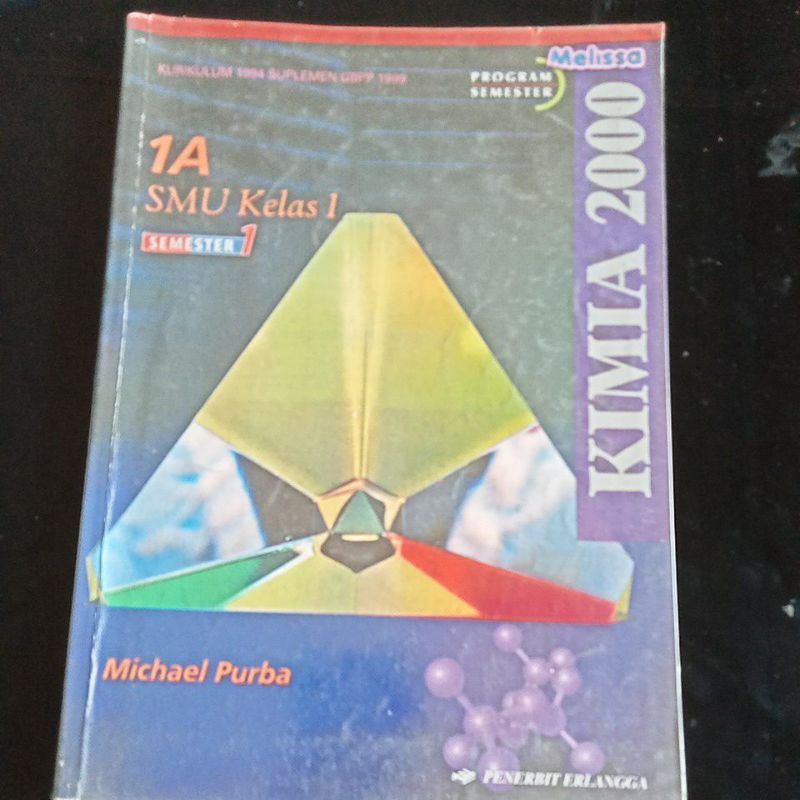 Melissa
KURIKULUM 1994 SUPLEMEN GBPP 1999
PROGRAM
SEMESTER
1A
SMU Kelas 1
SEMESTER 1
KIMIA 2000
Michael Purba
PENERBIT ERLANGGA